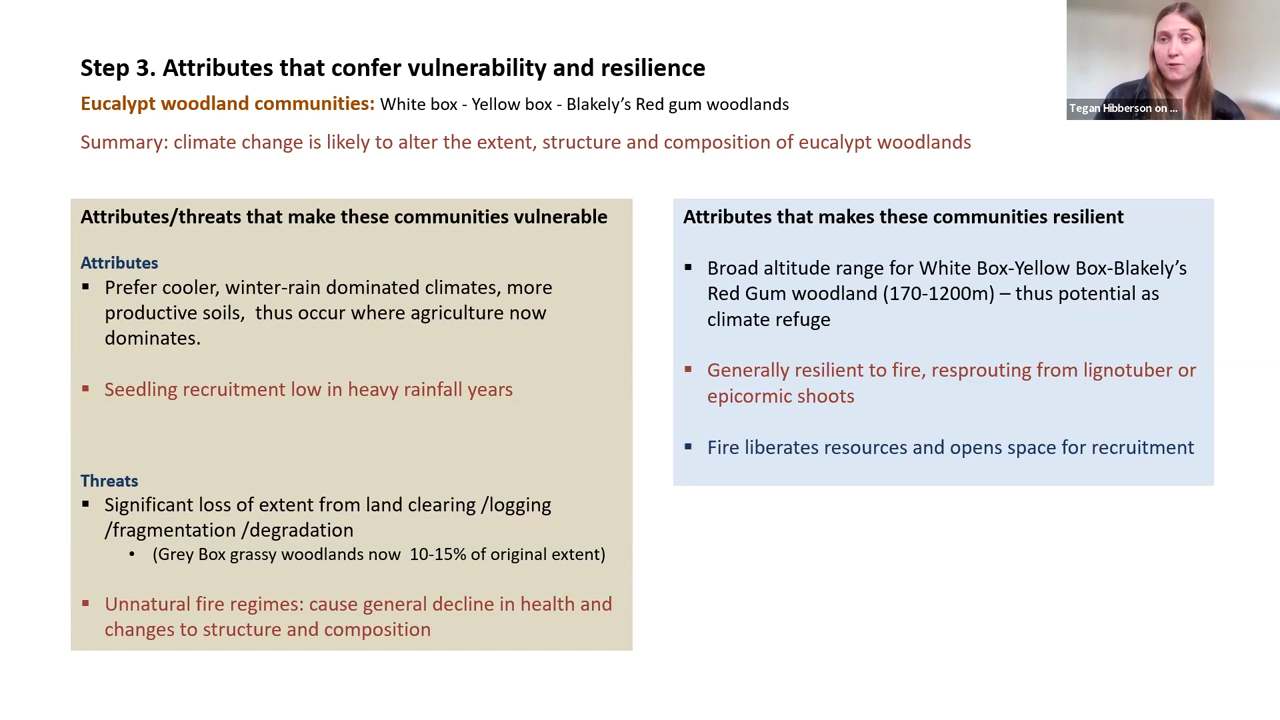 Step 3. Attributes that confer vulnerability and resilience
Eucalypt woodland communities: White box - Yellow box - Blakely's Red gum woodlands
Summary: climate change is likely to alter the extent, structure and composition of eucalypt woodlands
Tegan Hibberson on ...
Attributes/threats that make these communities vulnerable
Attributes
▪ Prefer cooler, winter-rain dominated climates, more
productive soils,  thus occur where agriculture now
dominates.
▪ Seedling recruitment low in heavy rainfall years
Threats
▪ Significant loss of extent from land clearing /logging
/fragmentation /degradation
• (Grey Box grassy woodlands now  10-15% of original extent)
▪ Unnatural fire regimes: cause general decline in health and
changes to structure and composition
Attributes that makes these communities resilient
▪ Broad altitude range for White Box-Yellow Box-Blakely's
Red Gum woodland (170-1200m) – thus potential as
climate refuge
▪ Generally resilient to fire, resprouting from lignotuber or
epicormic shoots
▪ Fire liberates resources and opens space for recruitment